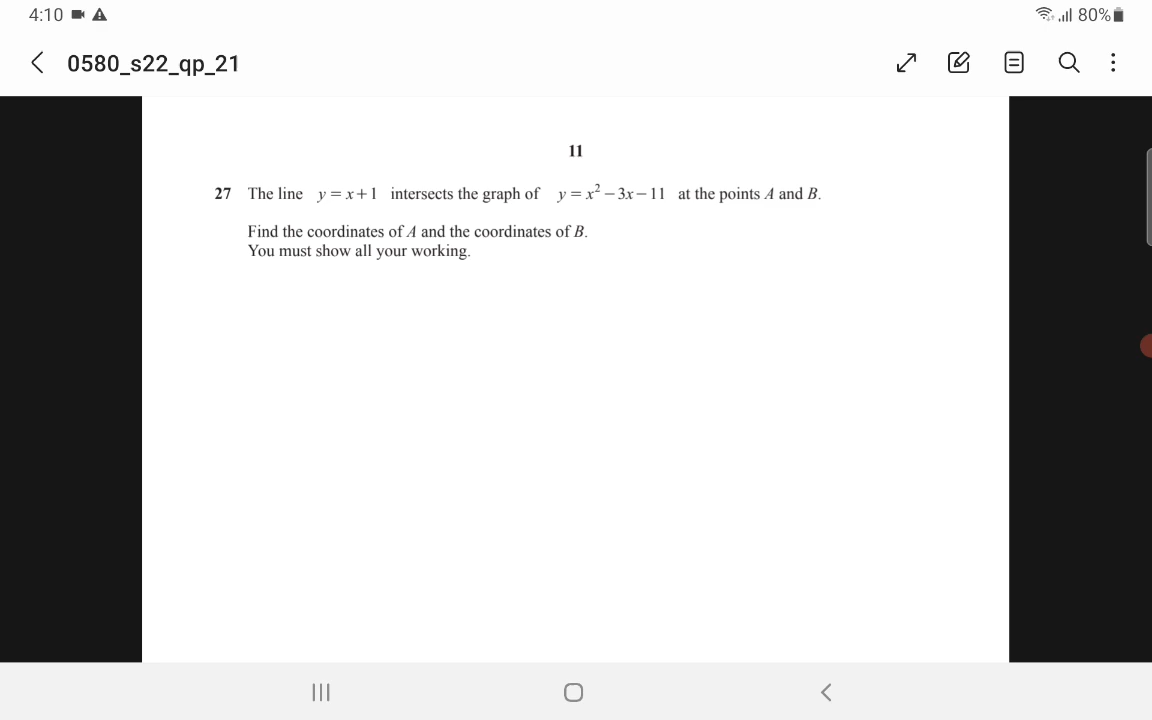 4:10 80%
0580_s22_qp_21
11
27 The line y = x + 1 intersects the graph of y = x² − 3x − 11 at the points A and B.
Find the coordinates of A and the coordinates of B.
You must show all your working.